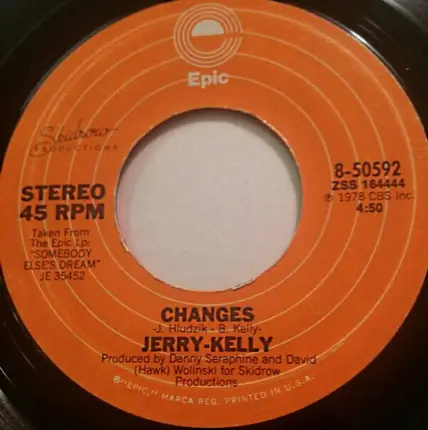 Epic
Skidrow
PRODUCTIONS
STEREO
45 RPM
Taken From
The Epic Lp:
"SOMEBODY
ELSE'S DREAM"
JE 35452
8-50592
ZSS 164444
℗ 1978 CBS Inc.
4:50
CHANGES
-J. Hludzik - B. Kelly-
JERRY-KELLY
Produced by Danny Seraphine and David
(Hawk) Wolinski for Skidrow
Productions
®"EPIC," MARCA REG. PRINTED IN U.S.A.